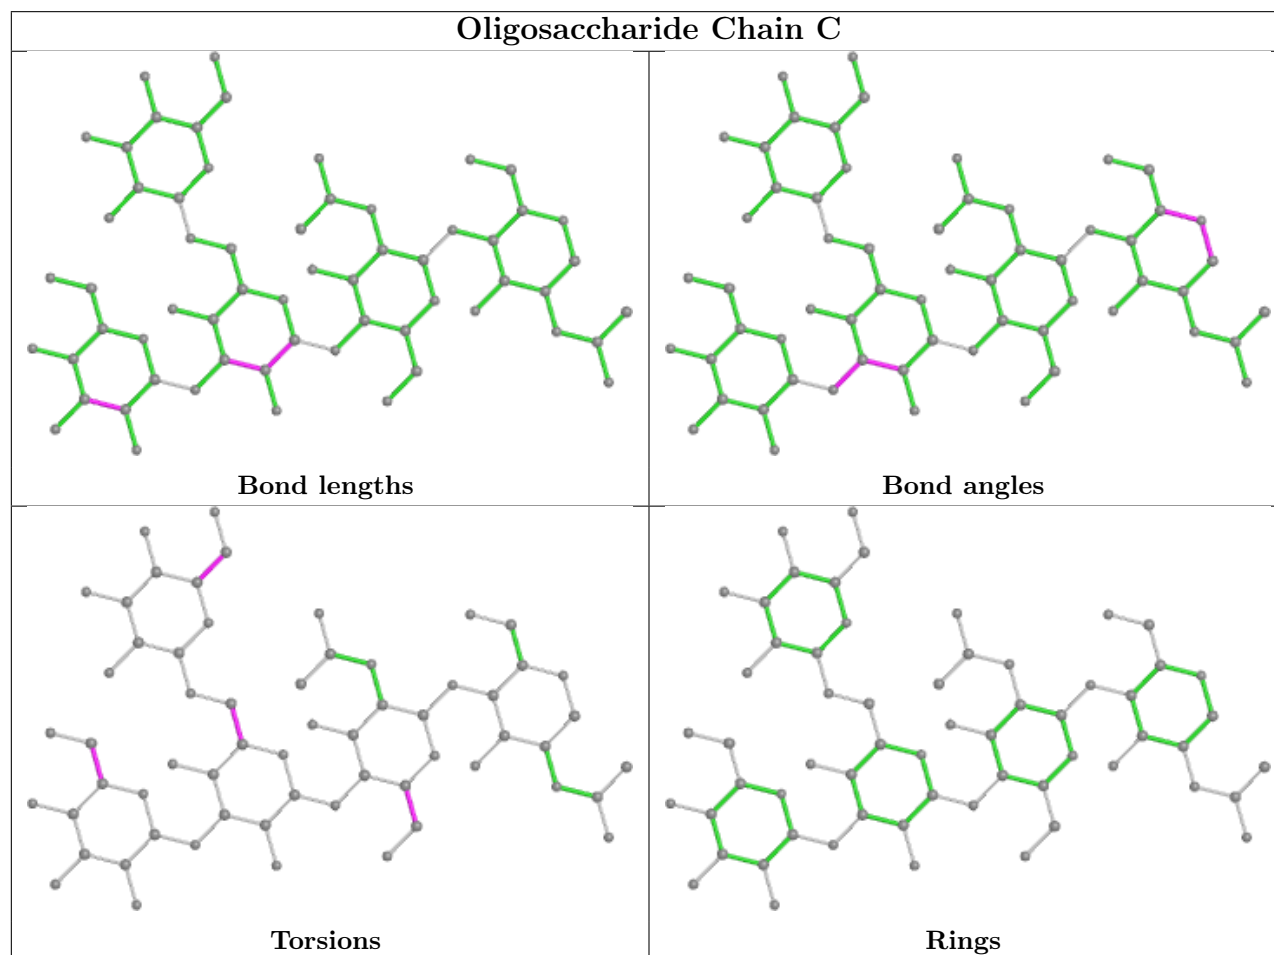 Oligosaccharide Chain C
Bond lengths
Bond angles
Torsions
Rings